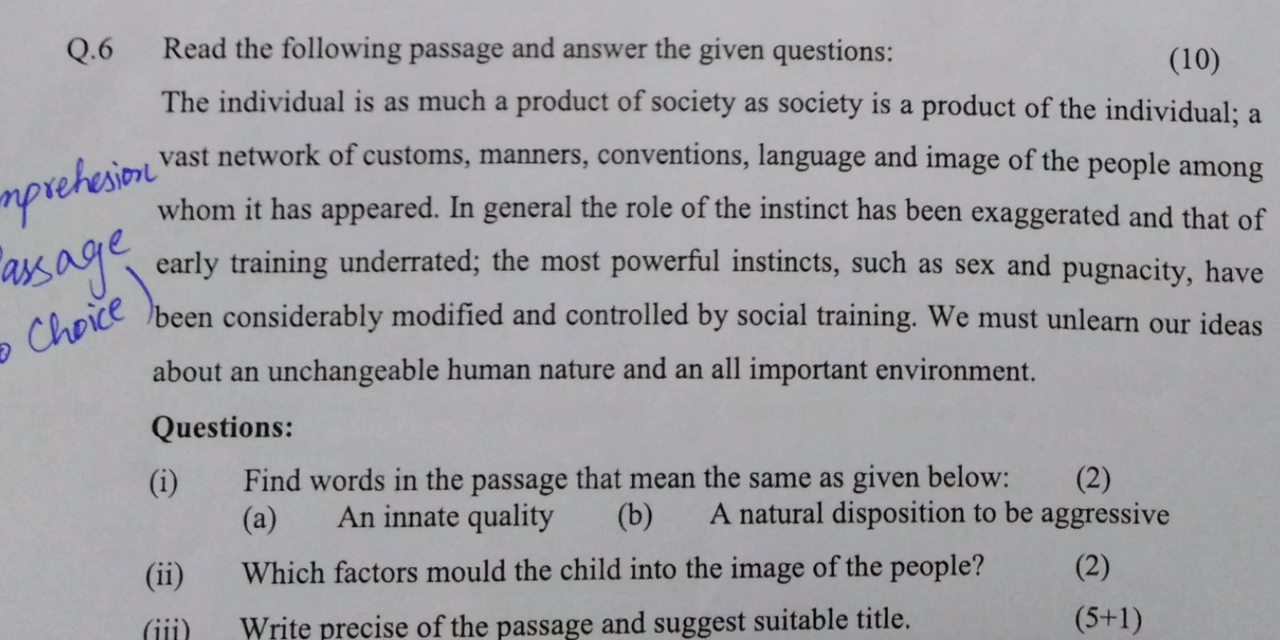 Q.6 Read the following passage and answer the given questions: (10)
The individual is as much a product of society as society is a product of the individual; a
vast network of customs, manners, conventions, language and image of the people among
whom it has appeared. In general the role of the instinct has been exaggerated and that of
early training underrated; the most powerful instincts, such as sex and pugnacity, have
been considerably modified and controlled by social training. We must unlearn our ideas
about an unchangeable human nature and an all important environment.
mprehesion
assage
Choice
Questions:
(i) Find words in the passage that mean the same as given below: (2)
(a) An innate quality (b) A natural disposition to be aggressive
(ii) Which factors mould the child into the image of the people? (2)
(iii) Write precise of the passage and suggest suitable title. (5+1)